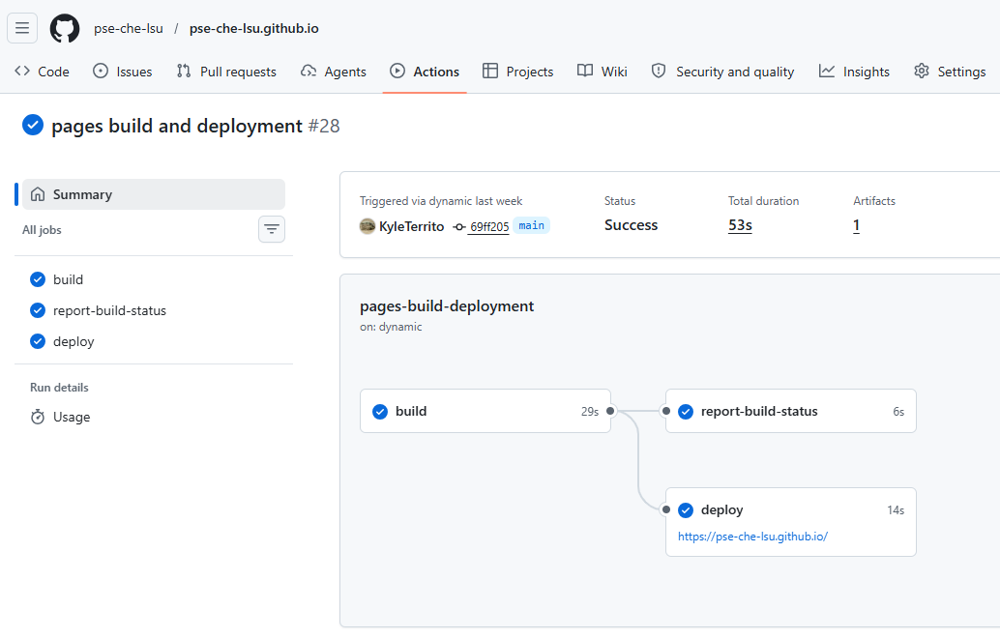 pse-che-lsu / pse-che-lsu.github.io
Code Issues Pull requests Agents Actions Projects Wiki Security and quality Insights Settings
pages build and deployment #28
Summary
All jobs
build
report-build-status
deploy
Run details
Usage
Triggered via dynamic last week
KyleTerrito 69ff205 main
Status
Success
Total duration
53s
Artifacts
1
pages-build-deployment
on: dynamic
build 29s
report-build-status 6s
deploy 14s
https://pse-che-lsu.github.io/